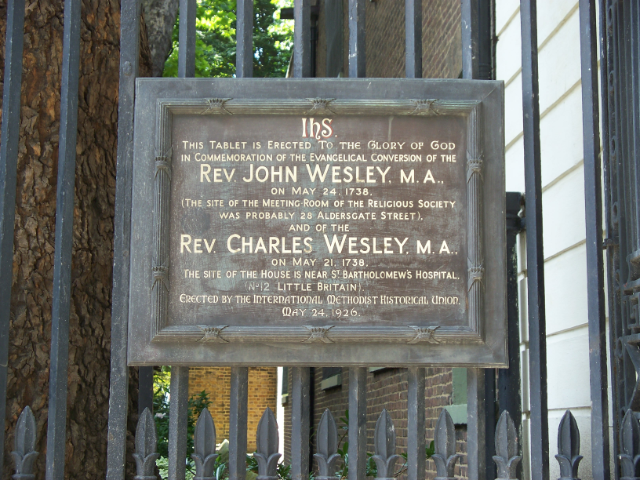 IhS.
THIS TABLET IS ERECTED TO THE GLORY OF GOD
IN COMMEMORATION OF THE EVANGELICAL CONVERSION OF THE
REV. JOHN WESLEY, M.A.,
ON MAY 24, 1738.
(THE SITE OF THE MEETING-ROOM OF THE RELIGIOUS SOCIETY
WAS PROBABLY 28 ALDERSGATE STREET).
AND OF THE
REV. CHARLES WESLEY, M.A.,
ON MAY 21, 1738.
(THE SITE OF THE HOUSE IS NEAR ST BARTHOLOMEW'S HOSPITAL,
No 12 LITTLE BRITAIN).
ERECTED BY THE INTERNATIONAL METHODIST HISTORICAL UNION.
MAY 24, 1926.